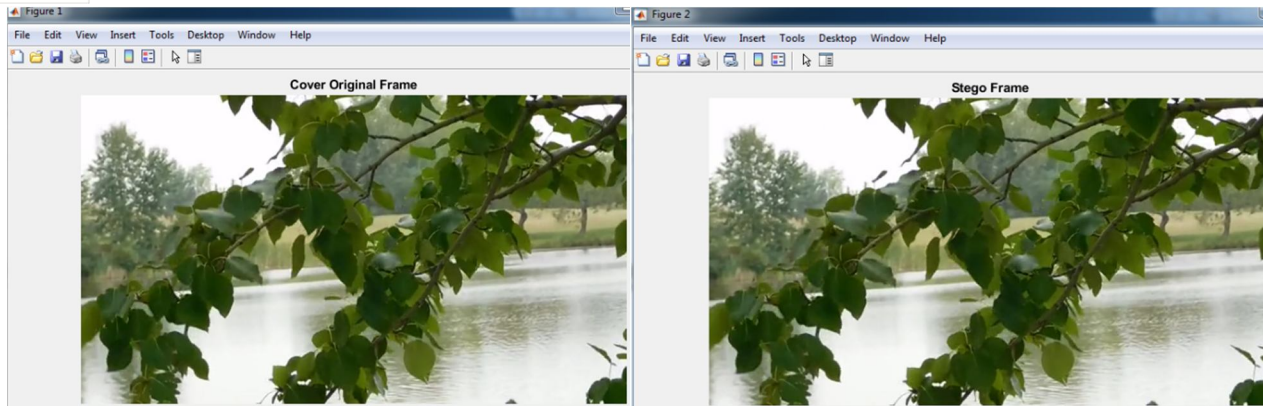 Figure 1
File Edit View Insert Tools Desktop Window Help
Cover Original Frame
Figure 2
File Edit View Insert Tools Desktop Window Help
Stego Frame